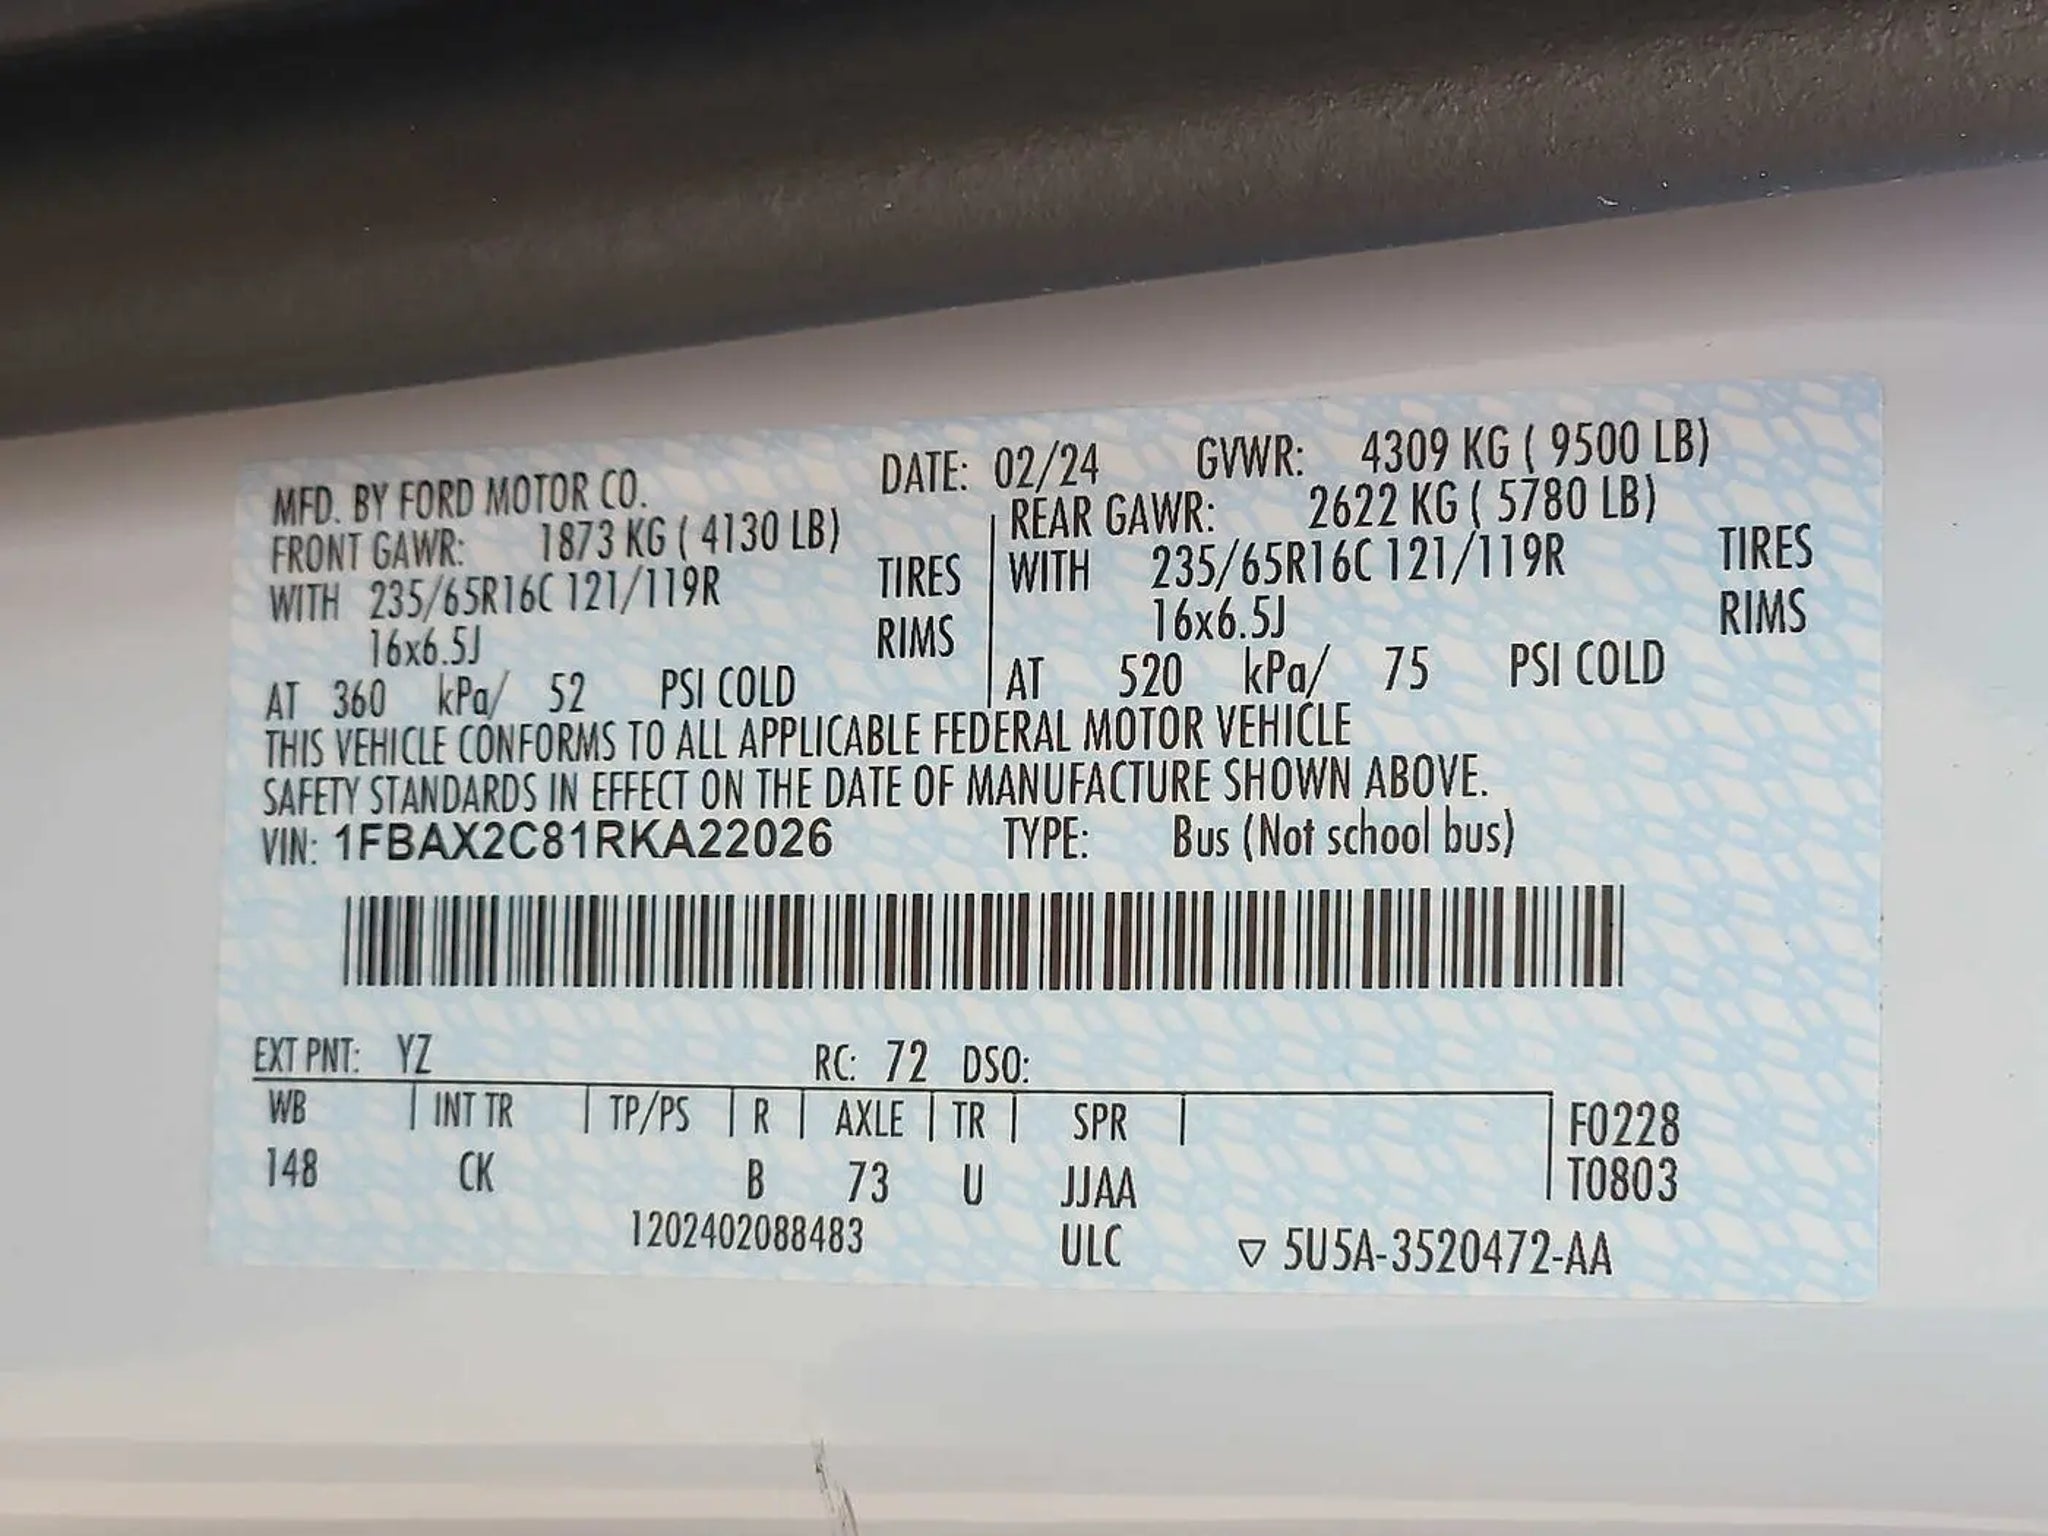 MFD. BY FORD MOTOR CO. DATE: 02/24 GVWR: 4309 KG ( 9500 LB)
FRONT GAWR: 1873 KG ( 4130 LB) REAR GAWR: 2622 KG ( 5780 LB)
WITH 235/65R16C 121/119R TIRES WITH 235/65R16C 121/119R TIRES
16x6.5J RIMS 16x6.5J RIMS
AT 360 kPa/ 52 PSI COLD AT 520 kPa/ 75 PSI COLD
THIS VEHICLE CONFORMS TO ALL APPLICABLE FEDERAL MOTOR VEHICLE
SAFETY STANDARDS IN EFFECT ON THE DATE OF MANUFACTURE SHOWN ABOVE.
VIN: 1FBAX2C81RKA22026 TYPE: Bus (Not school bus)
EXT PNT: YZ RC: 72 DSO:
WB INT TR TP/PS R AXLE TR SPR F0228
148 CK B 73 U JJAA T0803
1202402088483 ULC ▽ 5U5A-3520472-AA